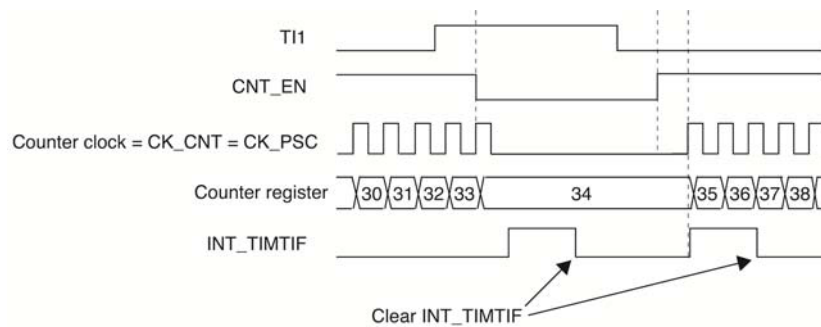 TI1
CNT_EN
Counter clock = CK_CNT = CK_PSC
Counter register
30 31 32 33 34 35 36 37 38
INT_TIMTIF
Clear INT_TIMTIF